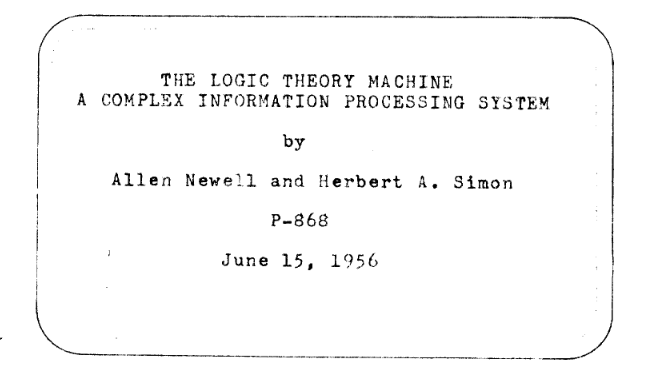 THE LOGIC THEORY MACHINE
A COMPLEX INFORMATION PROCESSING SYSTEM
by
Allen Newell and Herbert A. Simon
P-868
June 15, 1956